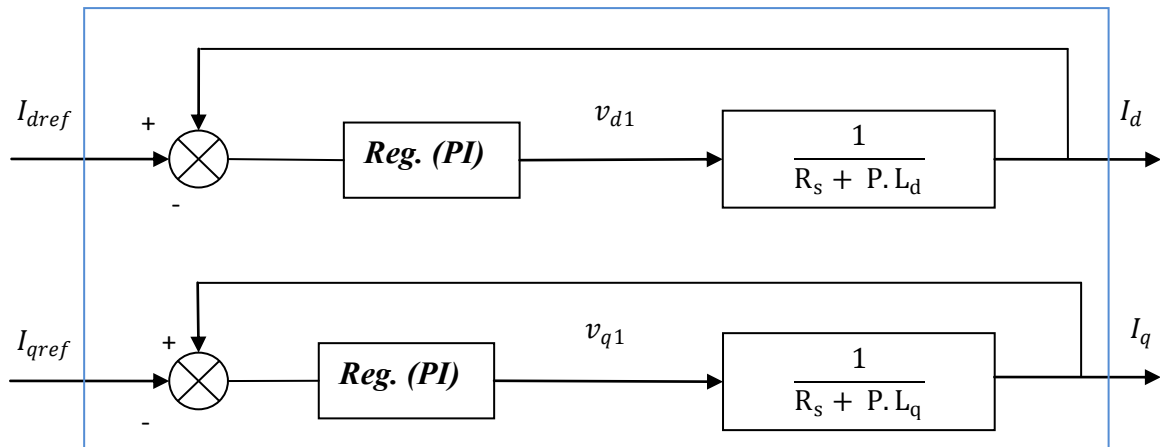 I_dref
+
-
Reg. (PI)
v_d1
1
R_s + P. L_d
I_d
I_qref
+
-
Reg. (PI)
v_q1
1
R_s + P. L_q
I_q